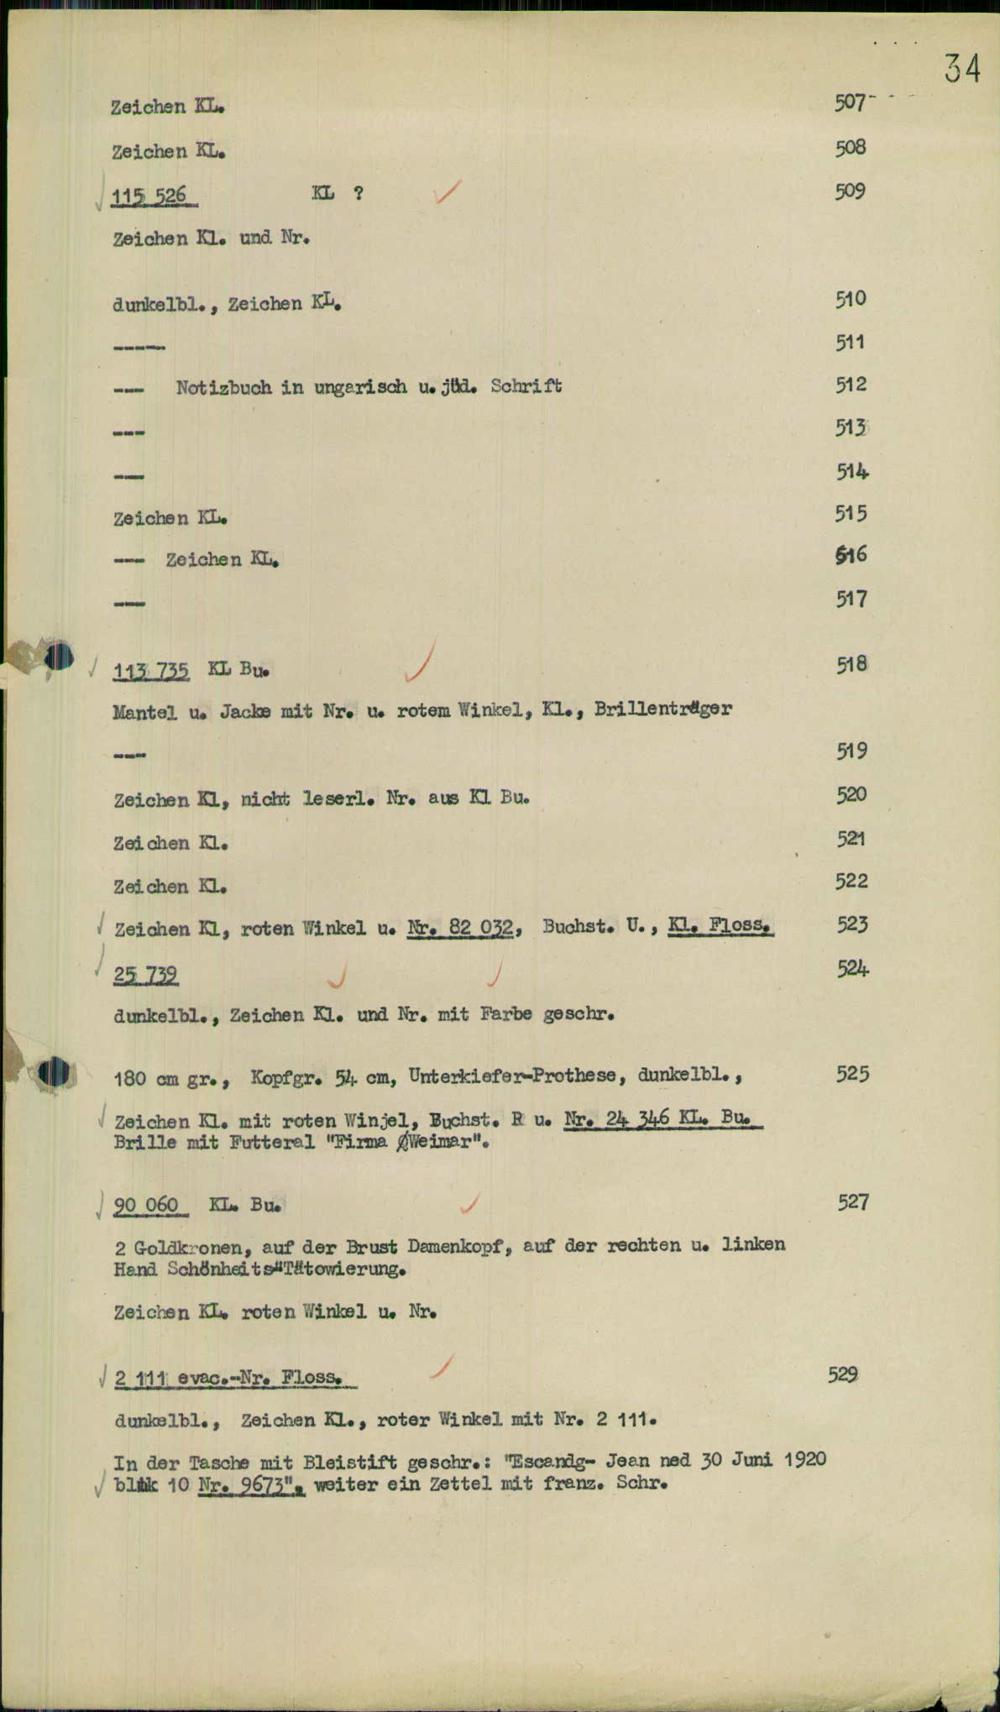 34
Zeichen KL. 507
Zeichen KL. 508
115 526 KL ? 509
Zeichen Kl. und Nr.
dunkelbl., Zeichen KL. 510
----- 511
--- Notizbuch in ungarisch u. jüd. Schrift 512
--- 513
--- 514
Zeichen KL. 515
--- Zeichen KL. 516
--- 517
113 735 KL Bu. 518
Mantel u. Jacke mit Nr. u. rotem Winkel, Kl., Brillenträger
--- 519
Zeichen Kl, nicht leserl. Nr. aus Kl Bu. 520
Zeichen Kl. 521
Zeichen Kl. 522
Zeichen Kl, roten Winkel u. Nr. 82 032, Buchst. U., Kl. Floss. 523
25 739 524
dunkelbl., Zeichen Kl. und Nr. mit Farbe geschr.
180 cm gr., Kopfgr. 54 cm, Unterkiefer-Prothese, dunkelbl., 525
Zeichen Kl. mit roten Winjel, Buchst. R u. Nr. 24 346 KL. Bu.
Brille mit Futteral "Firma Weimar".
90 060 KL. Bu. 527
2 Goldkronen, auf der Brust Damenkopf, auf der rechten u. linken
Hand Schönheits"Tätowierung.
Zeichen KL. roten Winkel u. Nr.
2 111 evac.-Nr. Floss. 529
dunkelbl., Zeichen Kl., roter Winkel mit Nr. 2 111.
In der Tasche mit Bleistift geschr.: "Escandg- Jean ned 30 Juni 1920
10 Nr. 9673". weiter ein Zettel mit franz. Schr.